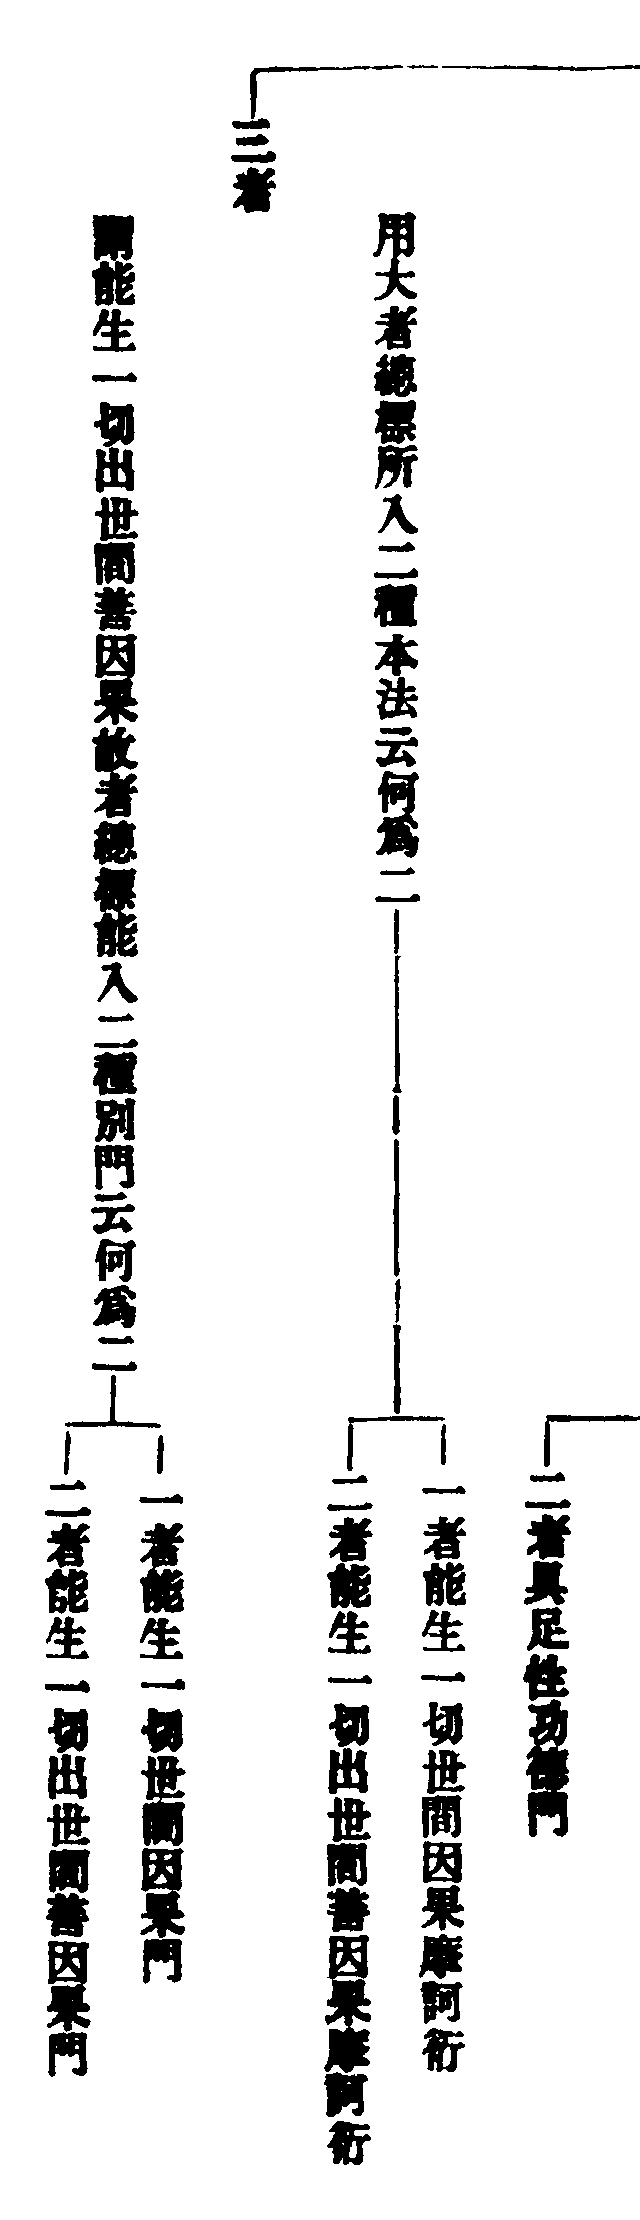 二者具足性功德門
三者
用大者總標所入二種本法云何爲二
一者能生一切世間因果摩訶衍
二者能生一切出世間善因果摩訶衍
能生一切出世間善因果故者總標能入二種別門云何爲二
一者能生一切世間因果門
二者能生一切出世間善因果門